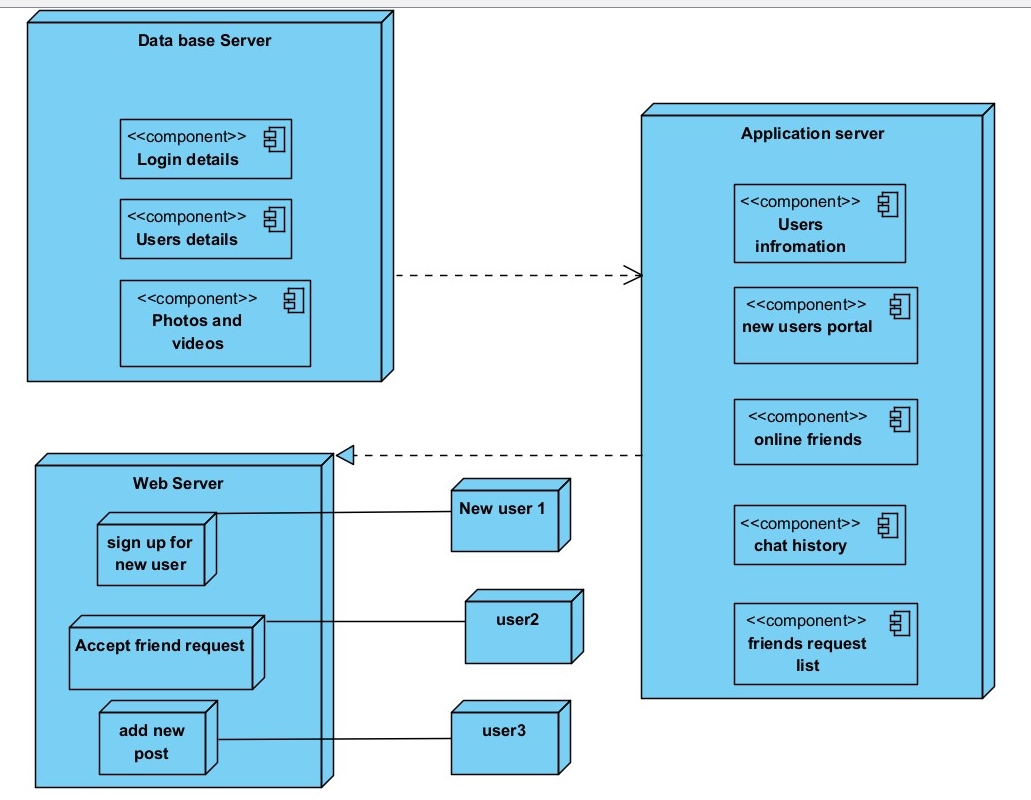 Data base Server
<<component>>
Login details
<<component>>
Users details
<<component>>
Photos and
videos
Application server
<<component>>
Users
infromation
<<component>>
new users portal
<<component>>
online friends
<<component>>
chat history
<<component>>
friends request
list
Web Server
sign up for
new user
Accept friend request
add new
post
New user 1
user2
user3